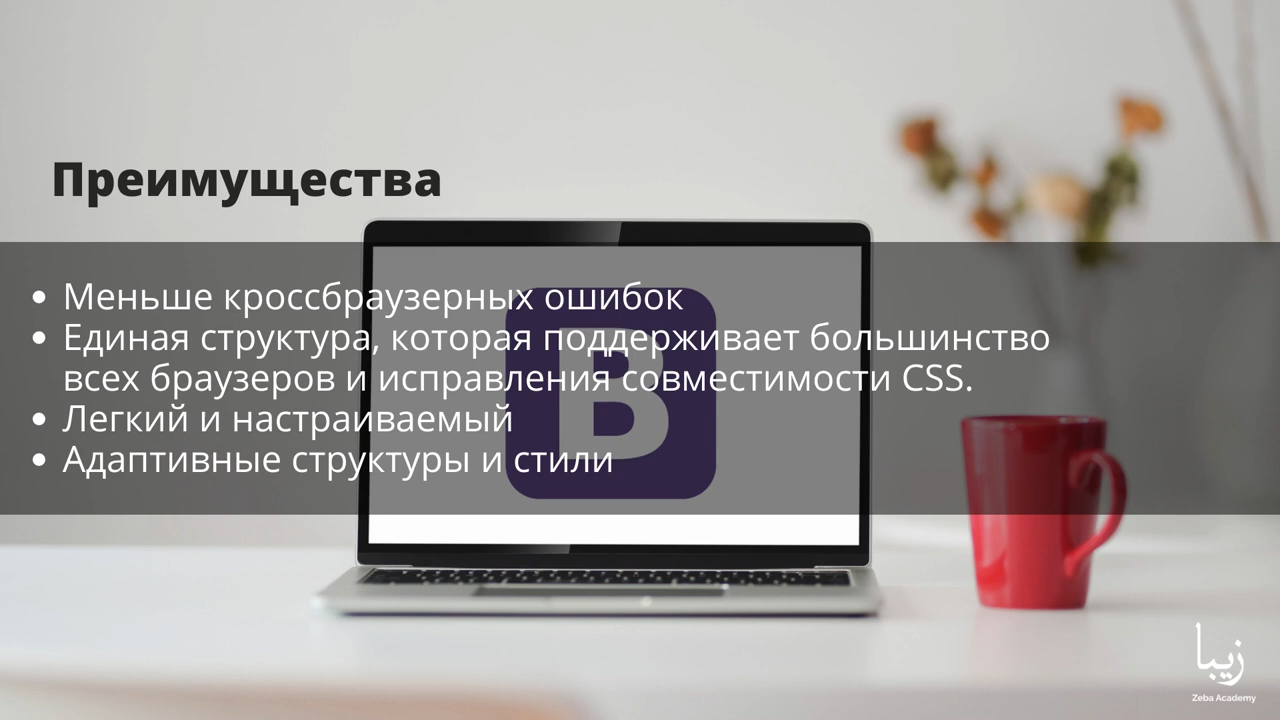 Преимущества
• Меньше кроссбраузерных ошибок
• Единая структура, которая поддерживает большинство
всех браузеров и исправления совместимости CSS.
• Легкий и настраиваемый
• Адаптивные структуры и стили
B
زيبا
Zeba Academy